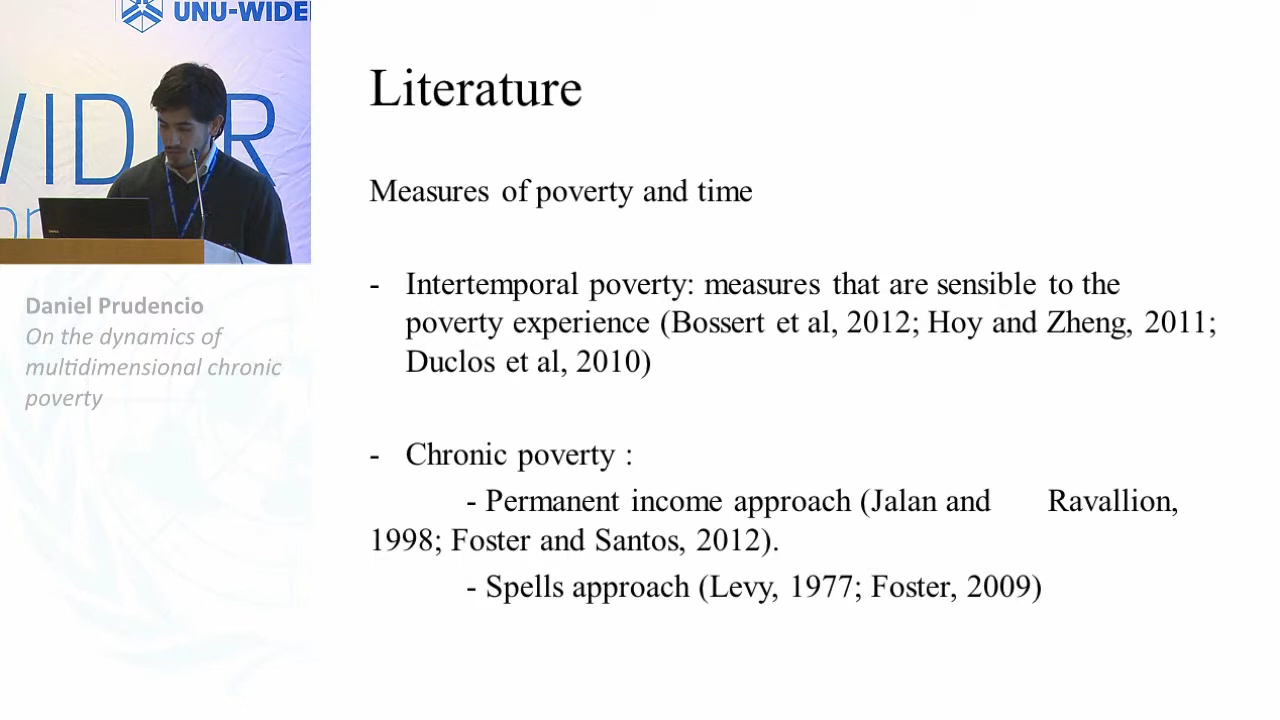 UNU-WIDE
WIDER
on
Daniel Prudencio
On the dynamics of
multidimensional chronic
poverty
Literature
Measures of poverty and time
- Intertemporal poverty: measures that are sensible to the
poverty experience (Bossert et al, 2012; Hoy and Zheng, 2011;
Duclos et al, 2010)
- Chronic poverty :
- Permanent income approach (Jalan and Ravallion,
1998; Foster and Santos, 2012).
- Spells approach (Levy, 1977; Foster, 2009)